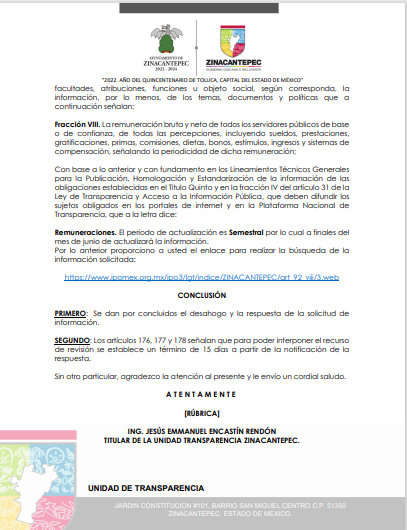 AYUNTAMIENTO DE
ZINACANTEPEC
2022 - 2024
ZINACANTEPEC
"2022. AÑO DEL QUINCENTENARIO DE TOLUCA, CAPITAL DEL ESTADO DE MÉXICO"
facultades, atribuciones, funciones u objeto social, según corresponda, la
información, por lo menos, de los temas, documentos y políticas que a
continuación señalan:
Fracción VIII. La remuneración bruta y neta de todos los servidores públicos de base
o de confianza, de todas las percepciones, incluyendo sueldos, prestaciones,
gratificaciones, primas, comisiones, dietas, bonos, estímulos, ingresos y sistemas de
compensación, señalando la periodicidad de dicha remuneración;
Con base a lo anterior y con fundamento en los Lineamientos Técnicos Generales
para la Publicación, Homologación y Estandarización de la información de las
obligaciones establecidas en el Título Quinto y en la fracción IV del artículo 31 de la
Ley de Transparencia y Acceso a la Información Pública, que deben difundir los
sujetos obligados en los portales de internet y en la Plataforma Nacional de
Transparencia, que a la letra dice:
Remuneraciones. El periodo de actualización es Semestral por lo cual a finales del
mes de junio de actualizará la información.
Por lo anterior proporciono a usted el enlace para realizar la búsqueda de la
información solicitada:
https://www.ipomex.org.mx/ipo3/lgt/indice/ZINACANTEPEC/art_92_viii/3.web
CONCLUSIÓN
PRIMERO: Se dan por concluidos el desahogo y la respuesta de la solicitud de
información.
SEGUNDO: Los artículos 176, 177 y 178 señalan que para poder interponer el recurso
de revisión se establece un término de 15 días a partir de la notificación de la
respuesta.
Sin otro particular, agradezco la atención al presente y le envío un cordial saludo.
A T E N T A M E N T E
[RÚBRICA]
ING. JESÚS EMMANUEL ENCASTÍN RENDÓN
TITULAR DE LA UNIDAD TRANSPARENCIA ZINACANTEPEC.
UNIDAD DE TRANSPARENCIA
JARDIN CONSTITUCION #101, BARRIO SAN MIGUEL CENTRO C.P. 51350
ZINACANTEPEC, ESTADO DE MEXICO.